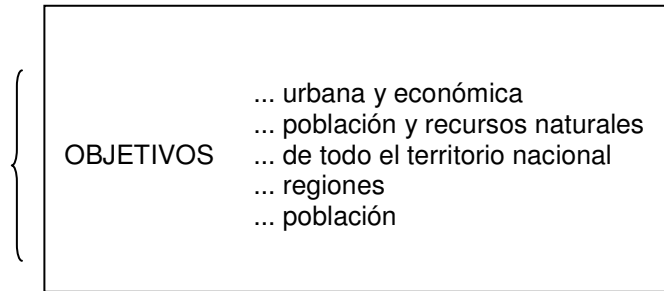 ... urbana y económica
... población y recursos naturales
OBJETIVOS ... de todo el territorio nacional
... regiones
... población